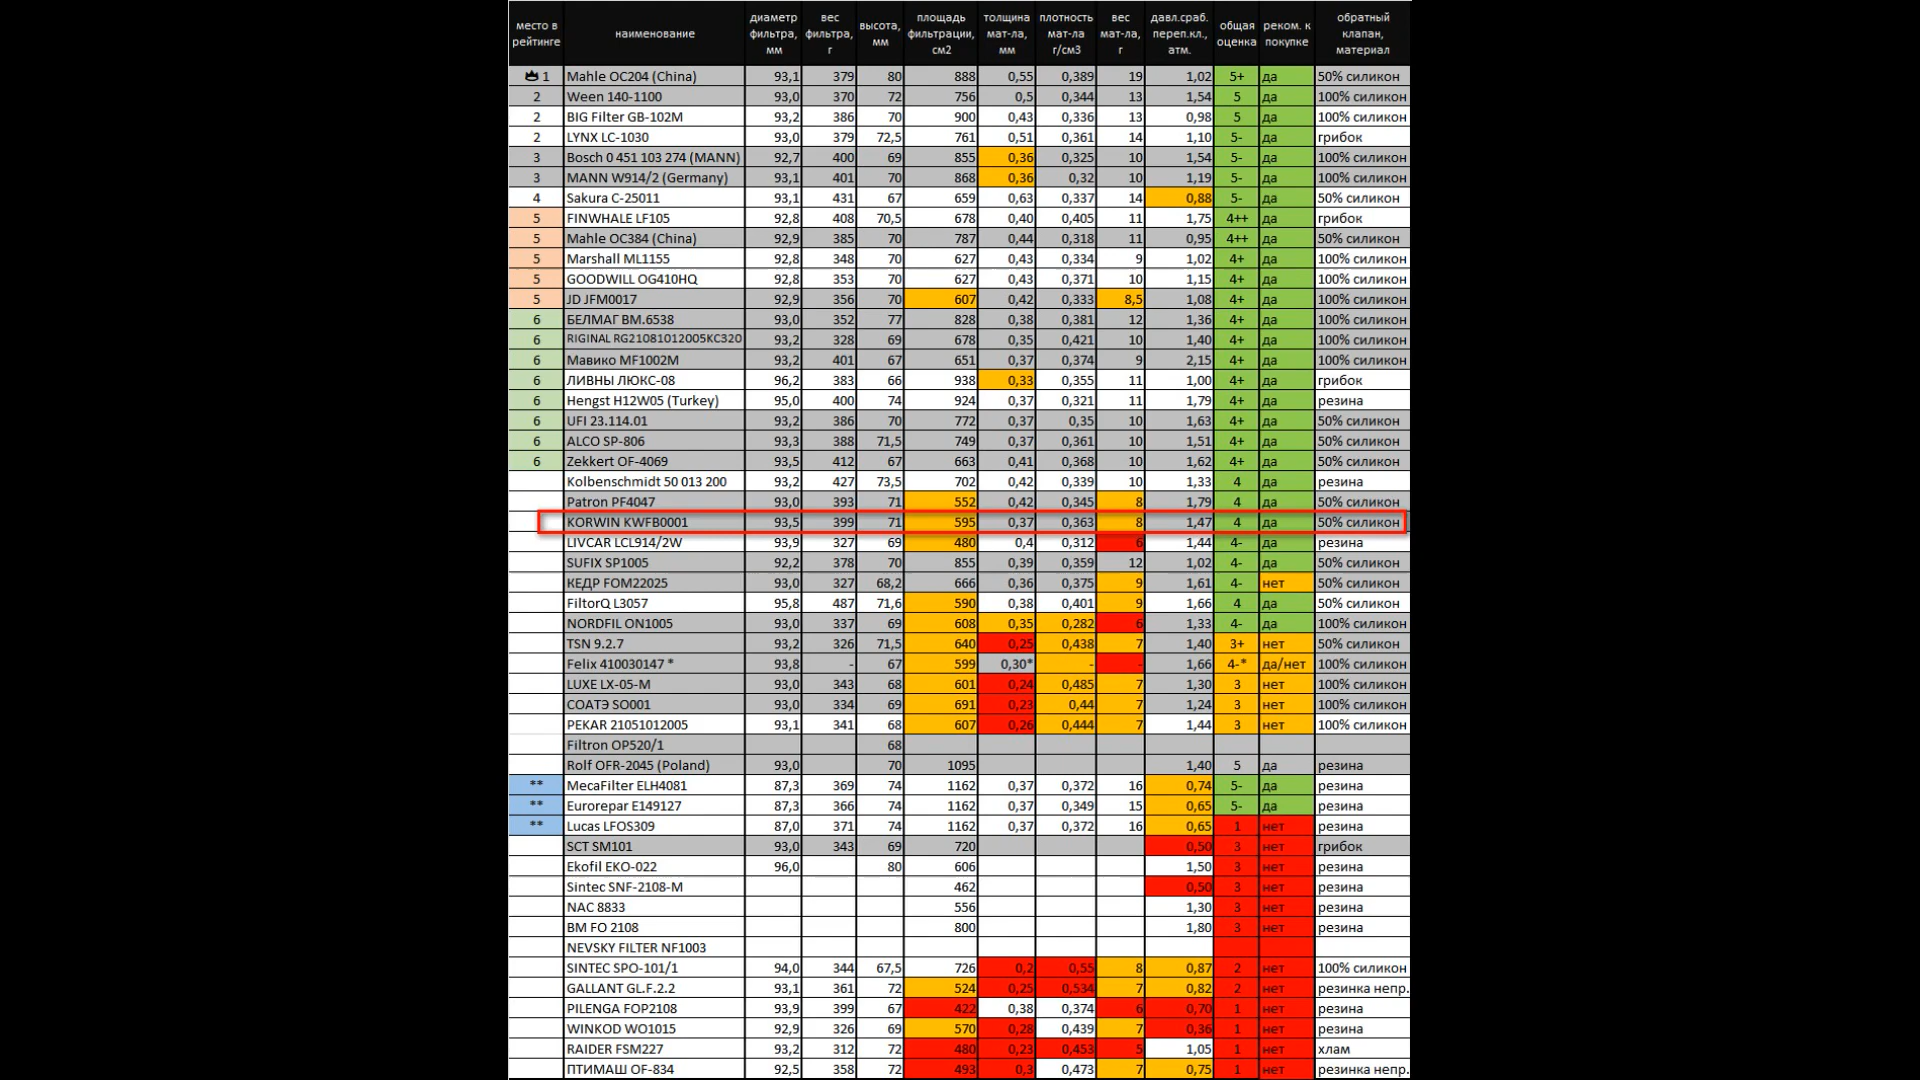 место в рейтинге наименование диаметр фильтра, мм вес фильтра, г высота, мм площадь фильтрации, см2 толщина мат-ла, мм плотность мат-ла г/см3 вес мат-ла, г давл.сраб. переп.кл., атм. общая оценка реком. к покупке обратный клапан, материал
1 Mahle OC204 (China) 93,1 379 80 888 0,55 0,389 19 1,02 5+ да 50% силикон
2 Ween 140-1100 93,0 370 72 756 0,5 0,344 13 1,54 5 да 100% силикон
2 BIG Filter GB-102M 93,2 386 70 900 0,43 0,336 13 0,98 5 да 100% силикон
2 LYNX LC-1030 93,0 379 72,5 761 0,51 0,361 14 1,10 5- да грибок
3 Bosch 0 451 103 274 (MANN) 92,7 400 69 855 0,36 0,325 10 1,54 5- да 100% силикон
3 MANN W914/2 (Germany) 93,1 401 70 868 0,36 0,32 10 1,19 5- да 100% силикон
4 Sakura C-25011 93,1 431 67 659 0,63 0,337 14 0,88 5- да 50% силикон
5 FINWHALE LF105 92,8 408 70,5 678 0,40 0,405 11 1,75 4++ да грибок
5 Mahle OC384 (China) 92,9 385 70 787 0,44 0,318 11 0,95 4++ да 50% силикон
5 Marshall ML1155 92,8 348 70 627 0,43 0,334 9 1,02 4+ да 100% силикон
5 GOODWILL OG410HQ 92,8 353 70 627 0,43 0,371 10 1,15 4+ да 100% силикон
5 JD JFM0017 92,9 356 70 607 0,42 0,333 8,5 1,08 4+ да 100% силикон
6 БЕЛМАГ BM.6538 93,0 352 77 828 0,38 0,381 12 1,36 4+ да 100% силикон
6 RIGINAL RG21081012005KC320 93,2 328 69 678 0,35 0,421 10 1,40 4+ да 100% силикон
6 Мавико MF1002M 93,2 401 67 651 0,37 0,374 9 2,15 4+ да 100% силикон
6 ЛИВНЫ ЛЮКС-08 96,2 383 66 938 0,33 0,355 11 1,00 4+ да грибок
6 Hengst H12W05 (Turkey) 95,0 400 74 924 0,37 0,321 11 1,79 4+ да резина
6 UFI 23.114.01 93,2 386 70 772 0,37 0,35 10 1,63 4+ да 50% силикон
6 ALCO SP-806 93,3 388 71,5 749 0,37 0,361 10 1,51 4+ да 50% силикон
6 Zekkert OF-4069 93,5 412 67 663 0,41 0,368 10 1,62 4+ да 50% силикон
Kolbenschmidt 50 013 200 93,2 427 73,5 702 0,42 0,339 10 1,33 4 да резина
Patron PF4047 93,0 393 71 552 0,42 0,345 8 1,79 4 да 50% силикон
KORWIN KWFB0001 93,5 399 71 595 0,37 0,363 8 1,47 4 да 50% силикон
LIVCAR LCL914/2W 93,9 327 69 480 0,4 0,312 6 1,44 4- да резина
SUFIX SP1005 92,2 378 70 855 0,39 0,359 12 1,02 4- да 50% силикон
КЕДР FOM22025 93,0 327 68,2 666 0,36 0,375 9 1,61 4- нет 50% силикон
FiltorQ L3057 95,8 487 71,6 590 0,38 0,401 9 1,66 4 да 50% силикон
NORDFIL ON1005 93,0 337 69 608 0,35 0,282 6 1,33 4- да 100% силикон
TSN 9.2.7 93,2 326 71,5 640 0,25 0,438 7 1,40 3+ нет 50% силикон
Felix 410030147 * 93,8 - 67 599 0,30* - - 1,66 4-* да/нет 100% силикон
LUXE LX-05-M 93,0 343 68 601 0,24 0,485 7 1,30 3 нет 100% силикон
СОАТЭ SO001 93,0 334 69 691 0,23 0,44 7 1,24 3 нет 100% силикон
PEKAR 21051012005 93,1 341 68 607 0,26 0,444 7 1,44 3 нет 100% силикон
Filtron OP520/1 68
Rolf OFR-2045 (Poland) 93,0 70 1095 1,40 5 да резина
** MecaFilter ELH4081 87,3 369 74 1162 0,37 0,372 16 0,74 5- да резина
** Eurorepar E149127 87,3 366 74 1162 0,37 0,349 15 0,65 5- да резина
** Lucas LFOS309 87,0 371 74 1162 0,37 0,372 16 0,65 1 нет резина
SCT SM101 93,0 343 69 720 0,50 3 нет грибок
Ekofil EKO-022 96,0 80 606 1,50 3 нет резина
Sintec SNF-2108-M 462 0,50 3 нет резина
NAC 8833 556 1,30 3 нет резина
BM FO 2108 800 1,80 3 нет резина
NEVSKY FILTER NF1003
SINTEC SPO-101/1 94,0 344 67,5 726 0,2 0,55 8 0,87 2 нет 100% силикон
GALLANT GL.F.2.2 93,1 361 72 524 0,25 0,534 7 0,82 2 нет резинка непр.
PILENGA FOP2108 93,9 399 67 422 0,38 0,374 6 0,70 1 нет резина
WINKOD WO1015 92,9 326 69 570 0,28 0,439 7 0,36 1 нет резина
RAIDER FSM227 93,2 312 72 480 0,23 0,453 5 1,05 1 нет хлам
ПТИМАШ OF-834 92,5 358 72 493 0,3 0,473 7 0,75 1 нет резинка непр.